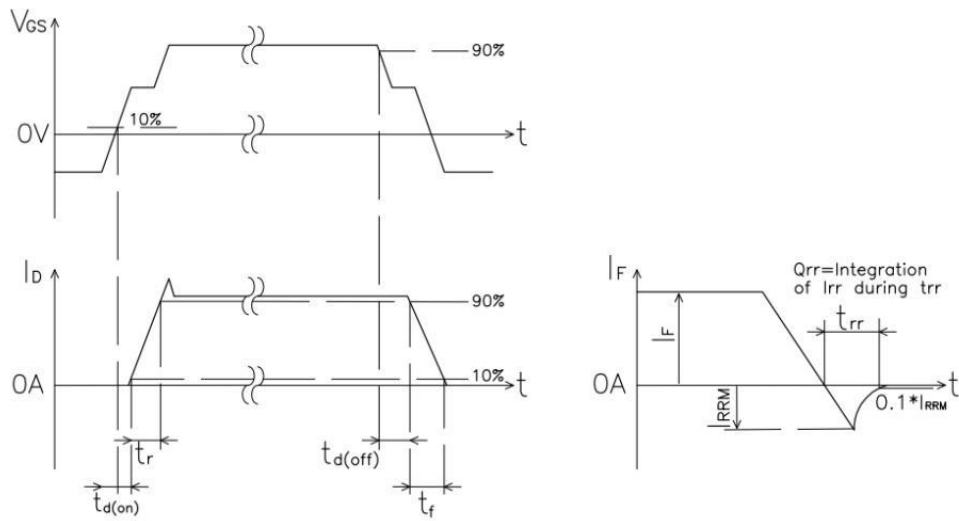 VGS
90%
10%
0V
t
ID
90%
10%
0A
t
tr
td(off)
td(on)
tf
IF
Qrr=Integration
of Irr during trr
trr
IF
0A
t
IRRM
0.1*IRRM